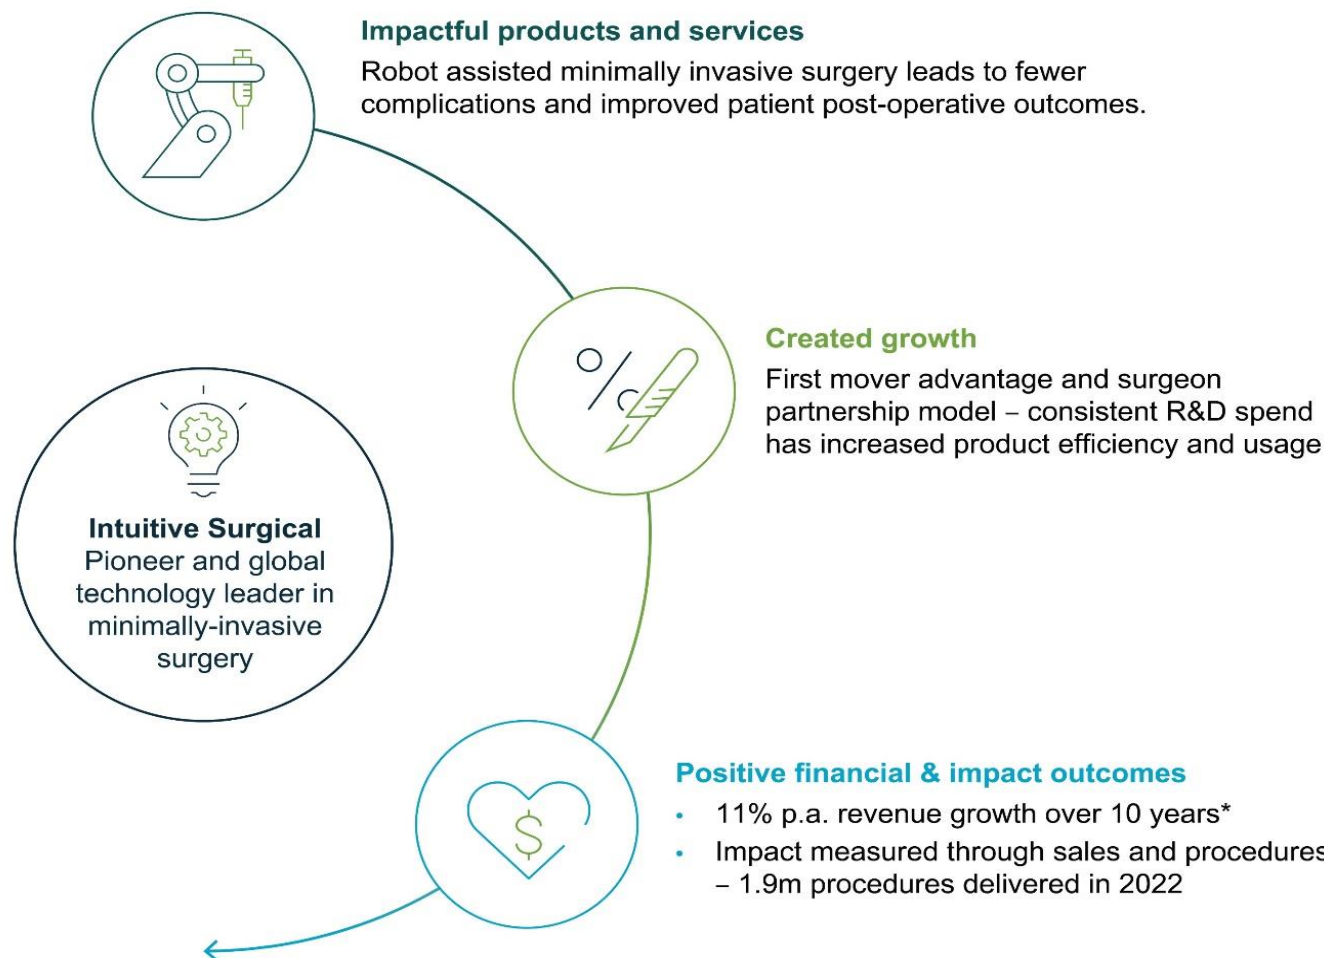 Impactful products and services
Robot assisted minimally invasive surgery leads to fewer
complications and improved patient post-operative outcomes.
Created growth
First mover advantage and surgeon
partnership model – consistent R&D spend
has increased product efficiency and usage
Intuitive Surgical
Pioneer and global
technology leader in
minimally-invasive
surgery
Positive financial & impact outcomes
• 11% p.a. revenue growth over 10 years*
• Impact measured through sales and procedures
– 1.9m procedures delivered in 2022